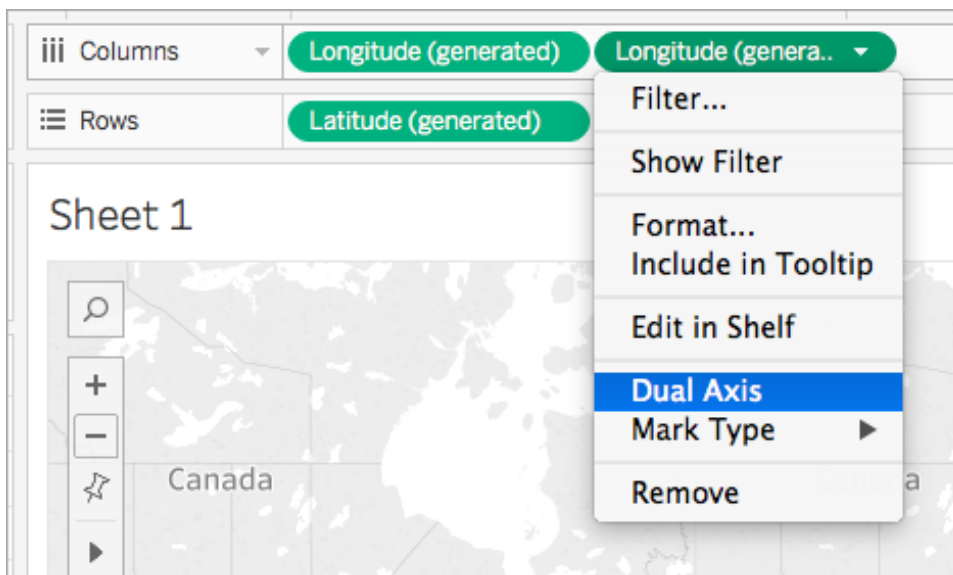 Columns
Longitude (generated)
Longitude (genera..
Rows
Latitude (generated)
Filter...
Show Filter
Format...
Include in Tooltip
Edit in Shelf
Dual Axis
Mark Type
Remove
Sheet 1
Canada